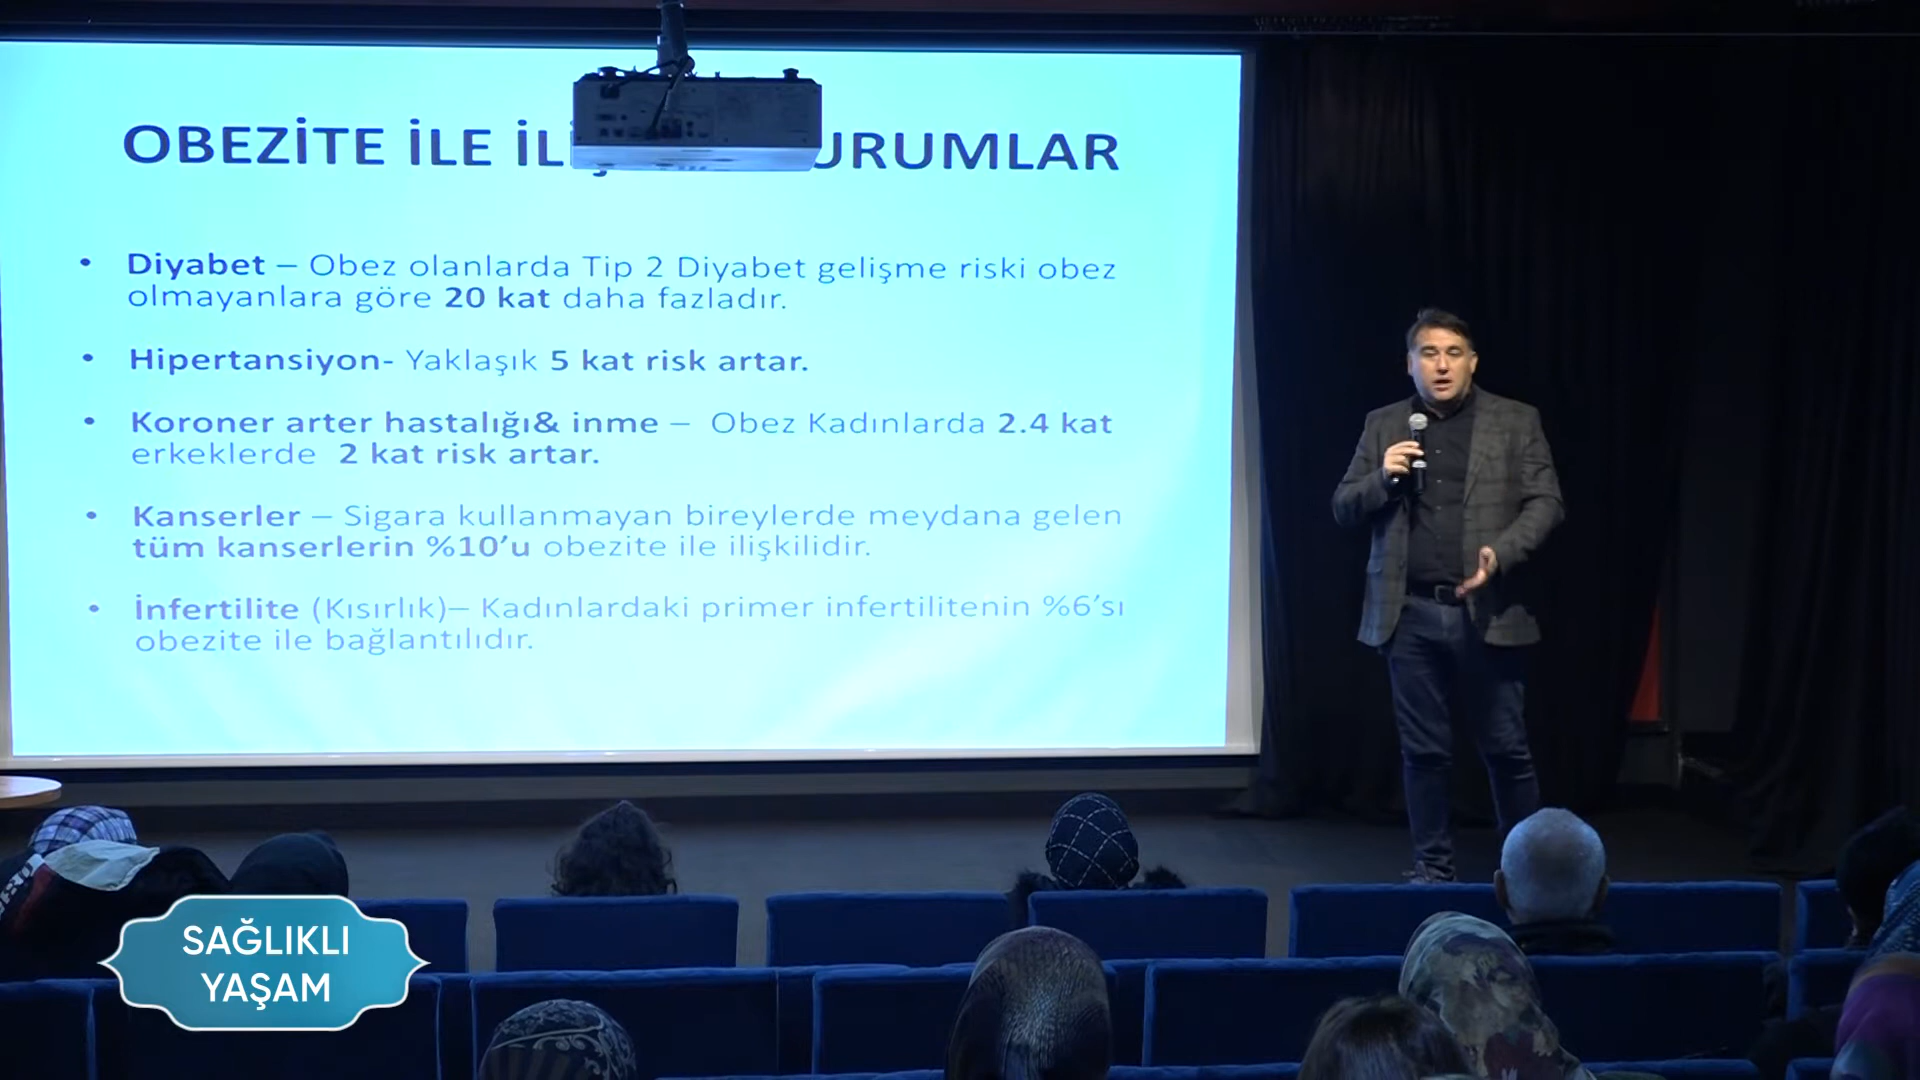 OBEZİTE İLE
• Diyabet – Obez olanlarda Tip 2 Diyabet gelişme riski obez
olmayanlara göre 20 kat daha fazladır.
• Hipertansiyon- Yaklaşık 5 kat risk artar.
• Koroner arter hastalığı& inme – Obez Kadınlarda 2.4 kat
erkeklerde 2 kat risk artar.
• Kanserler – Sigara kullanmayan bireylerde meydana gelen
tüm kanserlerin %10’u obezite ile ilişkilidir.
• İnfertilite (Kısırlık)– Kadınlardaki primer infertilitenin %6’sı
obezite ile bağlantılıdır.
SAĞLIKLI
YAŞAM